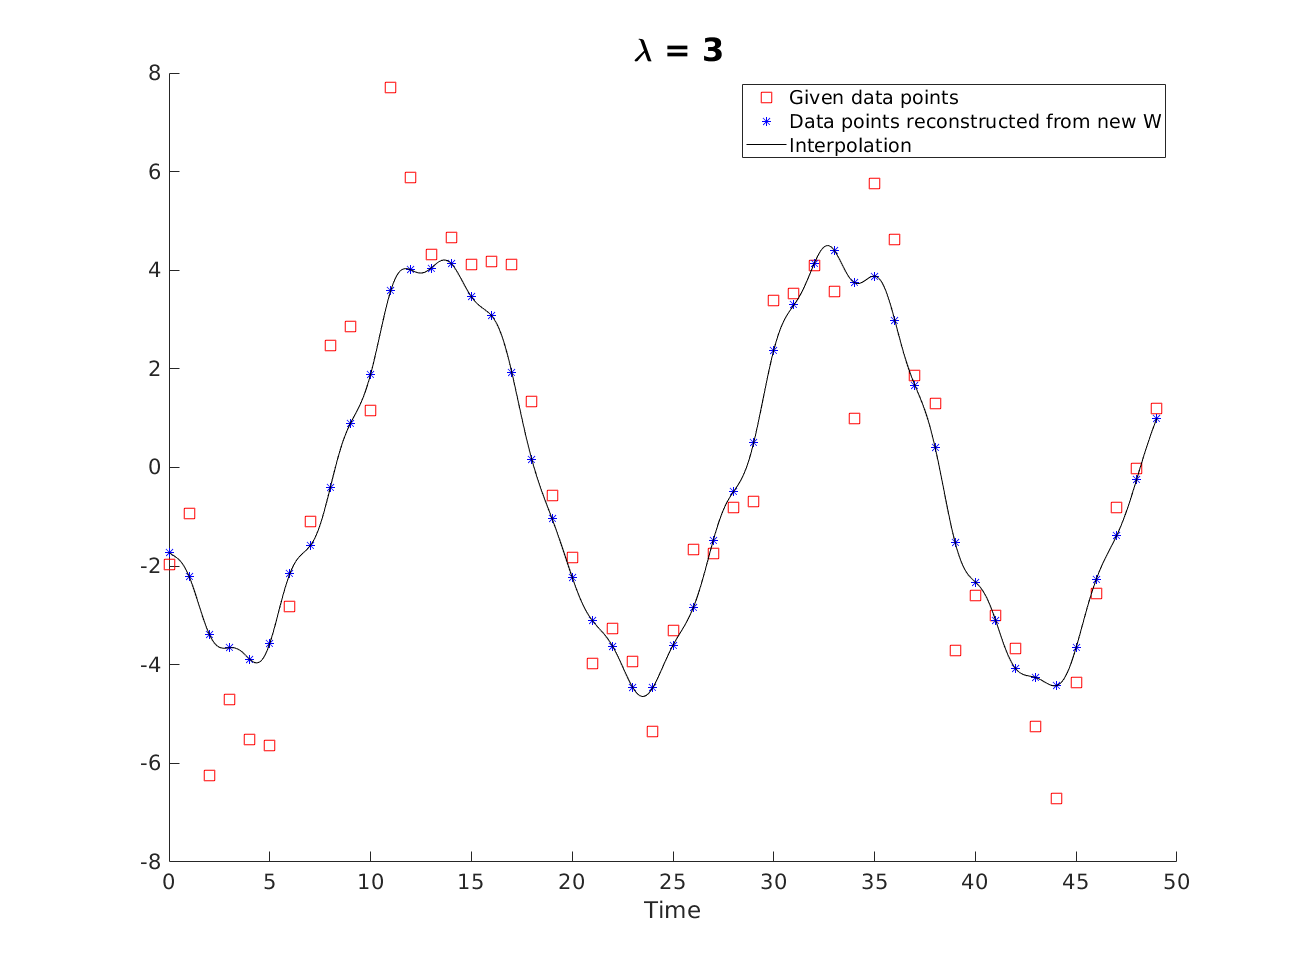 λ = 3
Given data points
Data points reconstructed from new W
Interpolation
8
6
4
2
0
-2
-4
-6
-8
0 5 10 15 20 25 30 35 40 45 50
Time